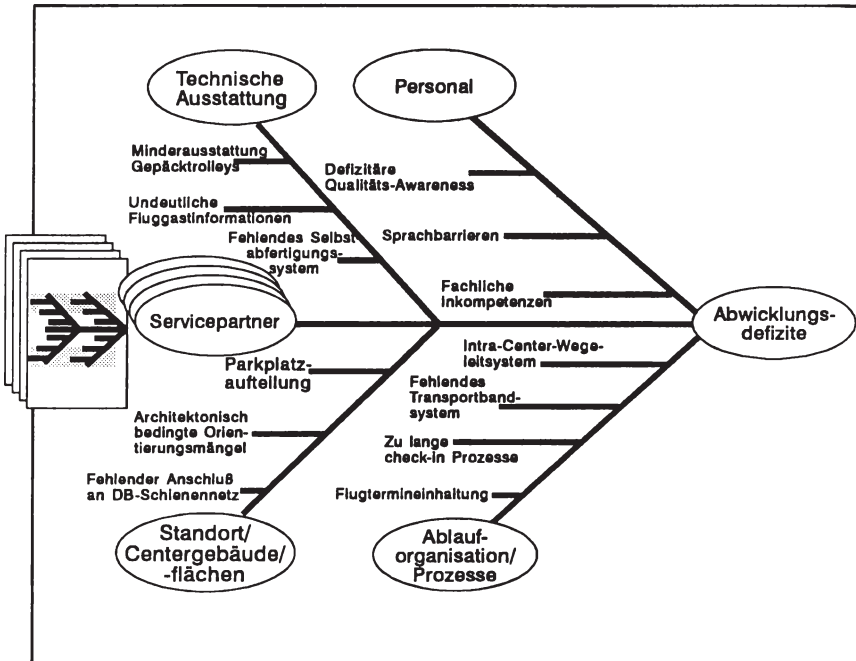 Technische
Ausstattung
Personal
Minderausstattung
Gepäcktrolleys
Defizitäre
Qualitäts-Awareness
Undeutliche
Fluggastinformationen
Fehlendes Selbst-
abfertigungs-
system
Sprachbarrieren
Fachliche
Inkompetenzen
Servicepartner
Abwicklungs-
defizite
Parkplatz-
aufteilung
Intra-Center-Wege-
leitsystem
Fehlendes
Transportband-
system
Architektonisch
bedingte Orien-
tierungsmängel
Zu lange
check-in Prozesse
Fehlender Anschluß
an DB-Schienennetz
Flugtermineinhaltung
Standort/
Centergebäude/
-flächen
Ablauf-
organisation/
Prozesse